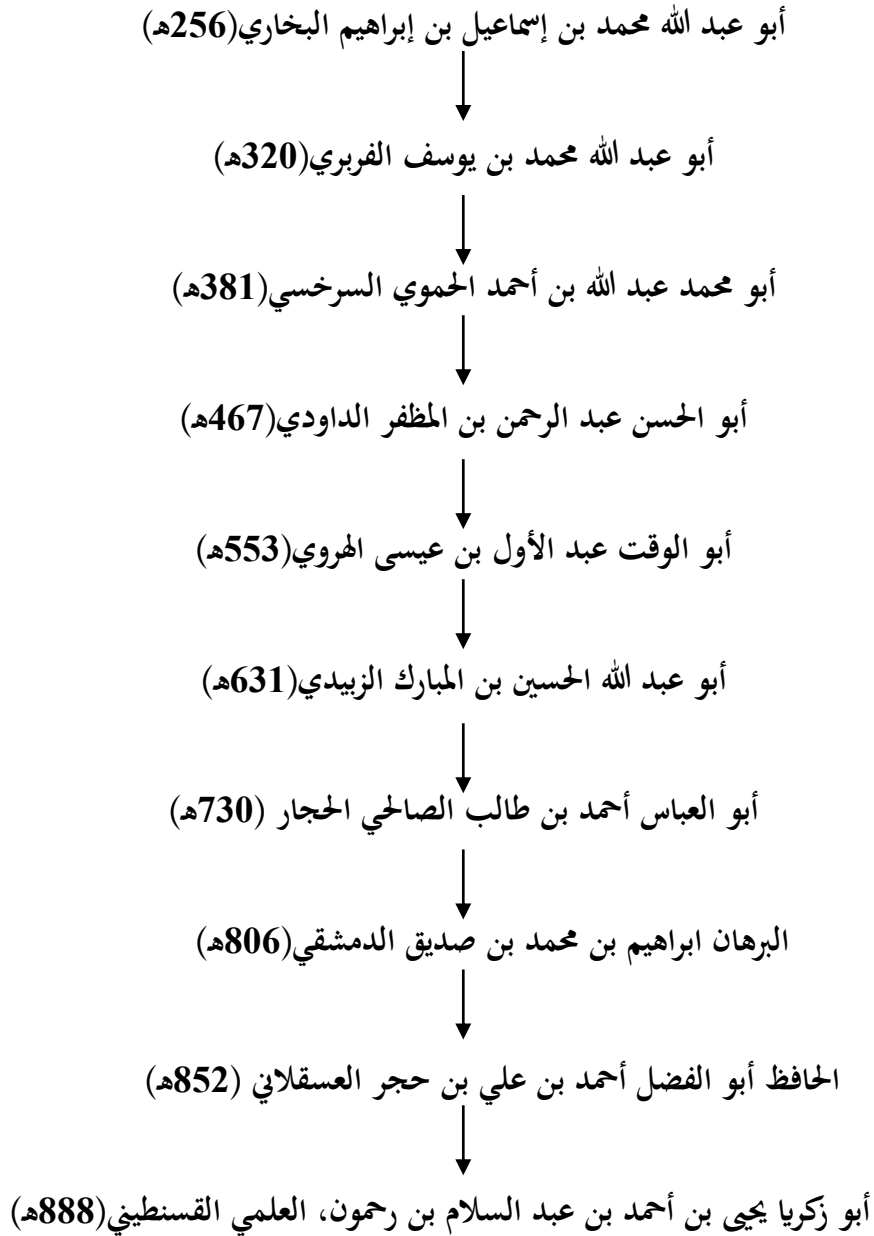 أبو عبد الله محمد بن إسماعيل بن إبراهيم البخاري(256هـ)
أبو عبد الله محمد بن يوسف الفربري(320هـ)
أبو محمد عبد الله بن أحمد الحموي السرخسي(381هـ)
أبو الحسن عبد الرحمن بن المظفر الداودي(467هـ)
أبو الوقت عبد الأول بن عيسى الهروي(553هـ)
أبو عبد الله الحسين بن المبارك الزبيدي(631هـ)
أبو العباس أحمد بن طالب الصالحي الحجار (730هـ)
البرهان ابراهيم بن محمد بن صديق الدمشقي(806هـ)
الحافظ أبو الفضل أحمد بن علي بن حجر العسقلاني (852هـ)
أبو زكريا يحيى بن أحمد بن عبد السلام بن رحمون، العلمي القسنطيني(888هـ)